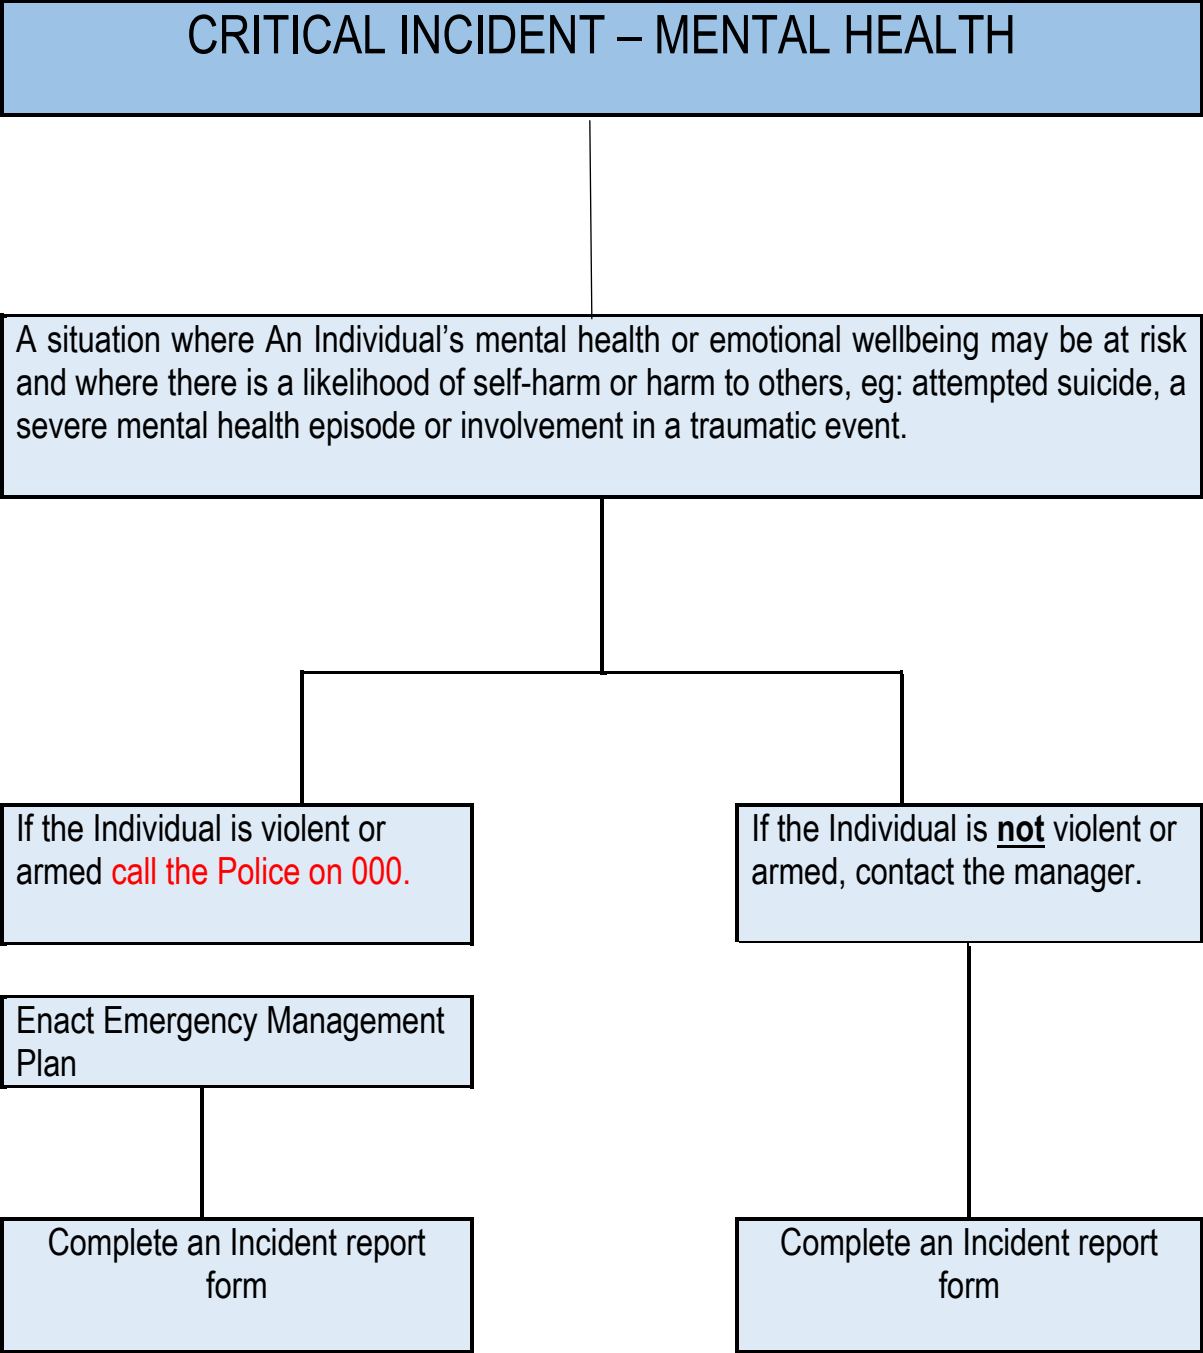 CRITICAL INCIDENT – MENTAL HEALTH
A situation where An Individual’s mental health or emotional wellbeing may be at risk
and where there is a likelihood of self-harm or harm to others, eg: attempted suicide, a
severe mental health episode or involvement in a traumatic event.
If the Individual is violent or
armed call the Police on 000.
If the Individual is not violent or
armed, contact the manager.
Enact Emergency Management
Plan
Complete an Incident report
form
Complete an Incident report
form